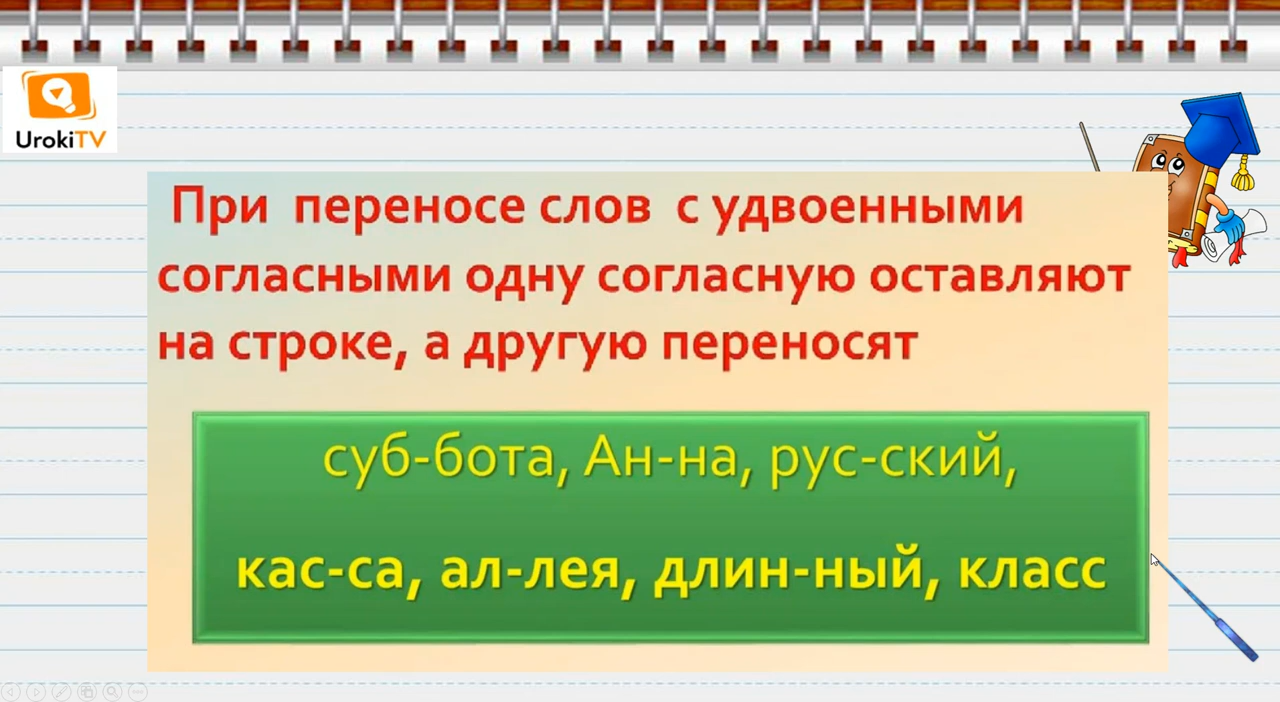 UrokiTV
При переносе слов с удвоенными
согласными одну согласную оставляют
на строке, а другую переносят
суб-бота, Ан-на, рус-ский,
кас-са, ал-лея, длин-ный, класс